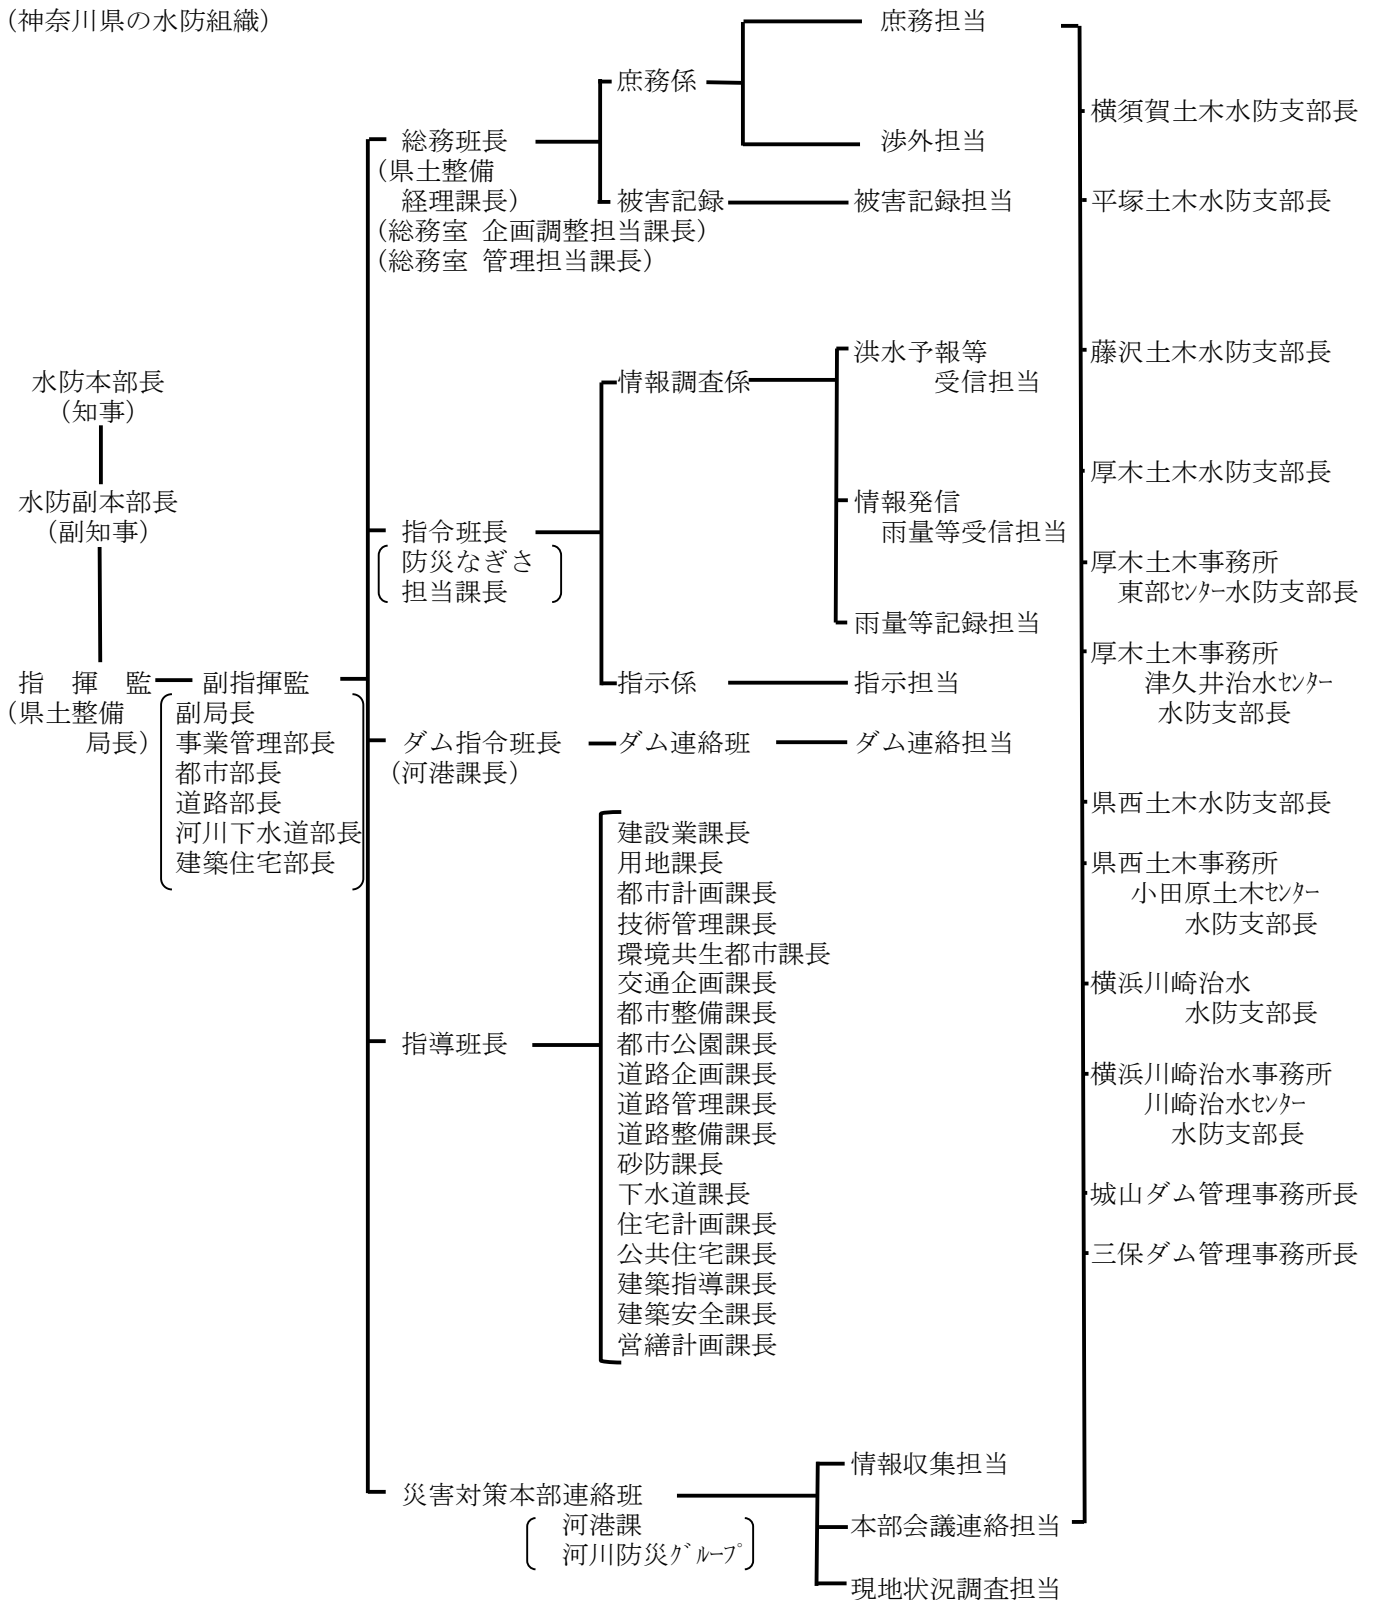 (神奈川県の水防組織)
水防本部長
(知事)
水防副本部長
(副知事)
指 揮 監
(県土整備
局長)
副指揮監
副局長
事業管理部長
都市部長
道路部長
河川下水道部長
建築住宅部長
総務班長
(県土整備
経理課長)
(総務室 企画調整担当課長)
(総務室 管理担当課長)
庶務係
庶務担当
渉外担当
被害記録
被害記録担当
指令班長
防災なぎさ
担当課長
情報調査係
洪水予報等
受信担当
情報発信
雨量等受信担当
雨量等記録担当
指示係
指示担当
ダム指令班長
(河港課長)
ダム連絡班
ダム連絡担当
指導班長
建設業課長
用地課長
都市計画課長
技術管理課長
環境共生都市課長
交通企画課長
都市整備課長
都市公園課長
道路企画課長
道路管理課長
道路整備課長
砂防課長
下水道課長
住宅計画課長
公共住宅課長
建築指導課長
建築安全課長
営繕計画課長
災害対策本部連絡班
河港課
河川防災グループ
情報収集担当
本部会議連絡担当
現地状況調査担当
横須賀土木水防支部長
平塚土木水防支部長
藤沢土木水防支部長
厚木土木水防支部長
厚木土木事務所
東部センター水防支部長
厚木土木事務所
津久井治水センター
水防支部長
県西土木水防支部長
県西土木事務所
小田原土木センター
水防支部長
横浜川崎治水
水防支部長
横浜川崎治水事務所
川崎治水センター
水防支部長
城山ダム管理事務所長
三保ダム管理事務所長